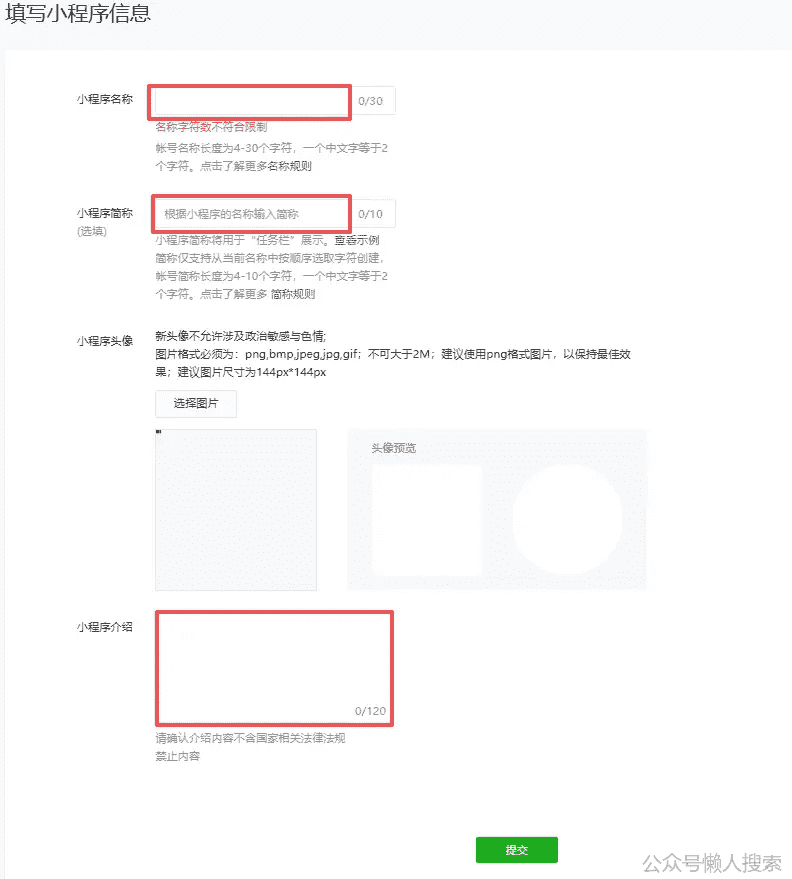 填写小程序信息
小程序名称
0/30
名称字符数不符合限制
帐号名称长度为4-30个字符，一个中文字等于2
个字符。点击了解更多名称规则
小程序简称
(选填)
根据小程序的名称输入简称
0/10
小程序简称将用于“任务栏”展示。查看示例
简称仅支持从当前名称中按顺序选取字符创建，
帐号简称长度为4-10个字符，一个中文字等于2
个字符。点击了解更多 简称规则
小程序头像
新头像不允许涉及政治敏感与色情;
图片格式必须为：png,bmp,jpeg,jpg,gif；不可大于2M；建议使用png格式图片，以保持最佳效
果；建议图片尺寸为144px*144px
选择图片
头像预览
小程序介绍
0/120
请确认介绍内容不含国家相关法律法规
禁止内容
提交
公众号懒人搜索